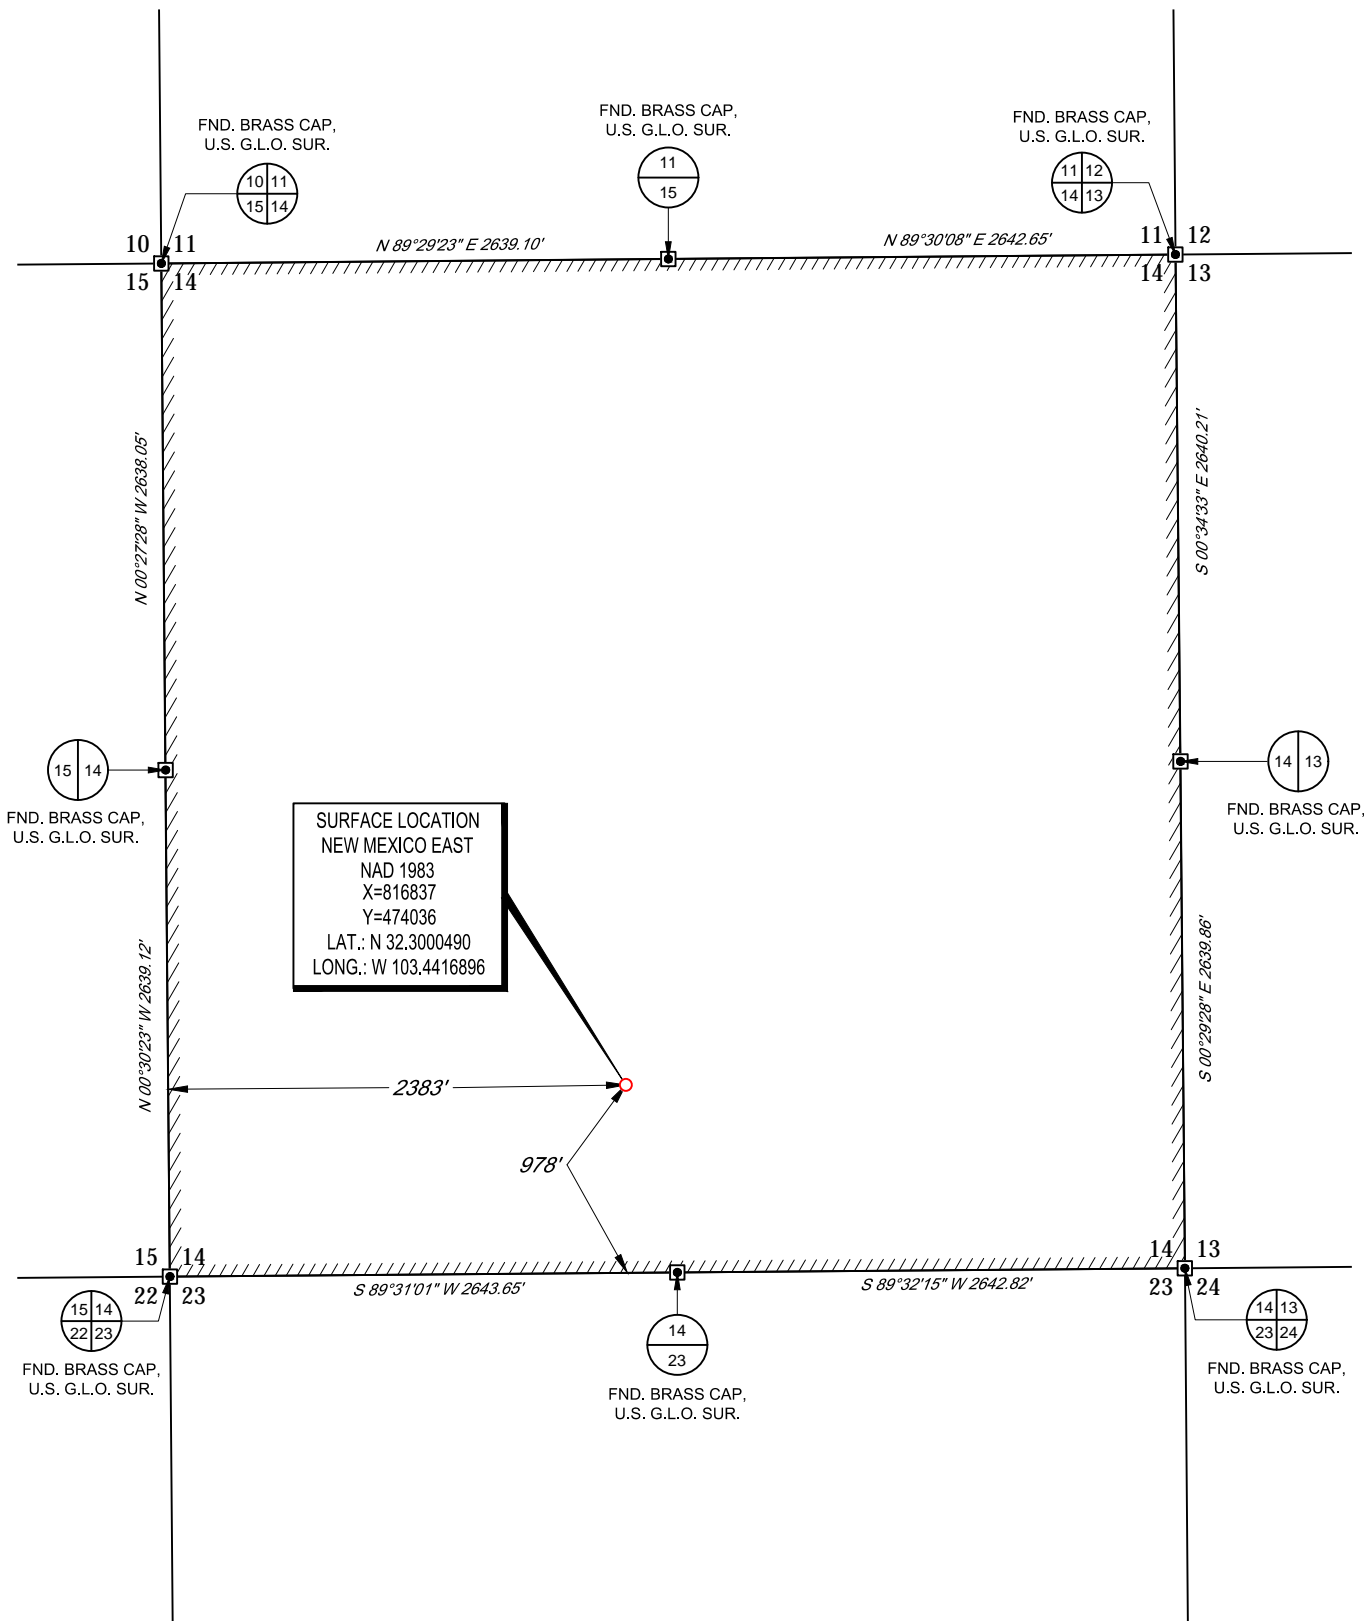 FND. BRASS CAP,
U.S. G.L.O. SUR.
10 11
15 14
FND. BRASS CAP,
U.S. G.L.O. SUR.
11
15
FND. BRASS CAP,
U.S. G.L.O. SUR.
11 12
14 13
10 11
15 14
N 89°29'23" E 2639.10'
N 89°30'08" E 2642.65'
11 12
14 13
N 00°27'28" W 2638.05'
S 00°34'33" E 2640.21'
15 14
FND. BRASS CAP,
U.S. G.L.O. SUR.
14 13
FND. BRASS CAP,
U.S. G.L.O. SUR.
SURFACE LOCATION
NEW MEXICO EAST
NAD 1983
X=816837
Y=474036
LAT.: N 32.3000490
LONG.: W 103.4416896
N 00°30'23" W 2639.12'
S 00°29'28" E 2639.86'
2383'
978'
15 14
22 23
S 89°31'01" W 2643.65'
S 89°32'15" W 2642.82'
14 13
23 24
15 14
22 23
FND. BRASS CAP,
U.S. G.L.O. SUR.
14
23
FND. BRASS CAP,
U.S. G.L.O. SUR.
14 13
23 24
FND. BRASS CAP,
U.S. G.L.O. SUR.